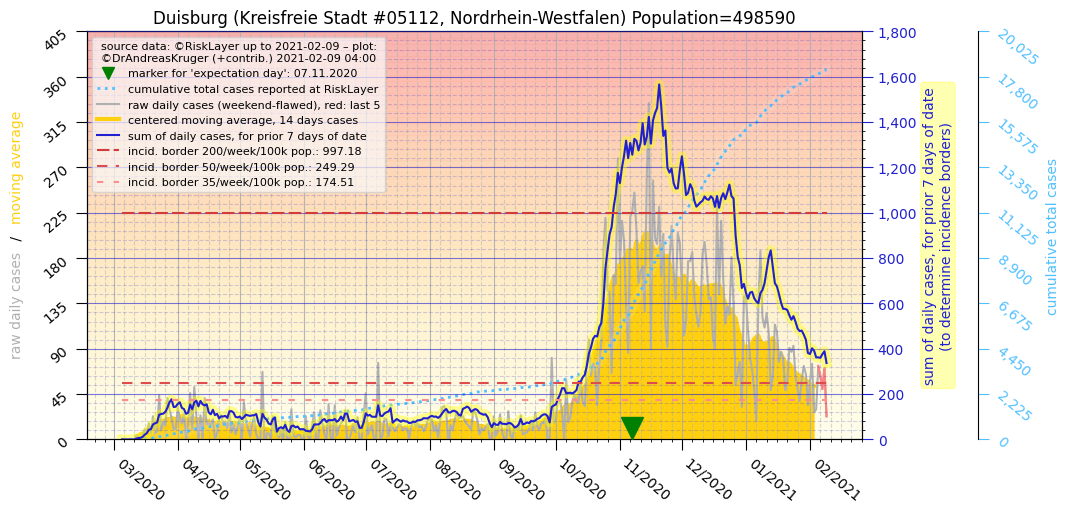 Duisburg (Kreisfreie Stadt #05112, Nordrhein-Westfalen) Population=498590
source data: ©RiskLayer up to 2021-02-09 – plot:
©DrAndreasKruger (+contrib.) 2021-02-09 04:00
marker for 'expectation day': 07.11.2020
cumulative total cases reported at RiskLayer
raw daily cases (weekend-flawed), red: last 5
centered moving average, 14 days cases
sum of daily cases, for prior 7 days of date
incid. border 200/week/100k pop.: 997.18
incid. border 50/week/100k pop.: 249.29
incid. border 35/week/100k pop.: 174.51
raw daily cases / moving average
405
360
315
270
225
180
135
90
45
0
03/2020
04/2020
05/2020
06/2020
07/2020
08/2020
09/2020
10/2020
11/2020
12/2020
01/2021
02/2021
1,800
1,600
1,400
1,200
1,000
800
600
400
200
0
sum of daily cases, for prior 7 days of date
(to determine incidence borders)
20,025
17,800
15,575
13,350
11,125
8,900
6,675
4,450
2,225
0
cumulative total cases